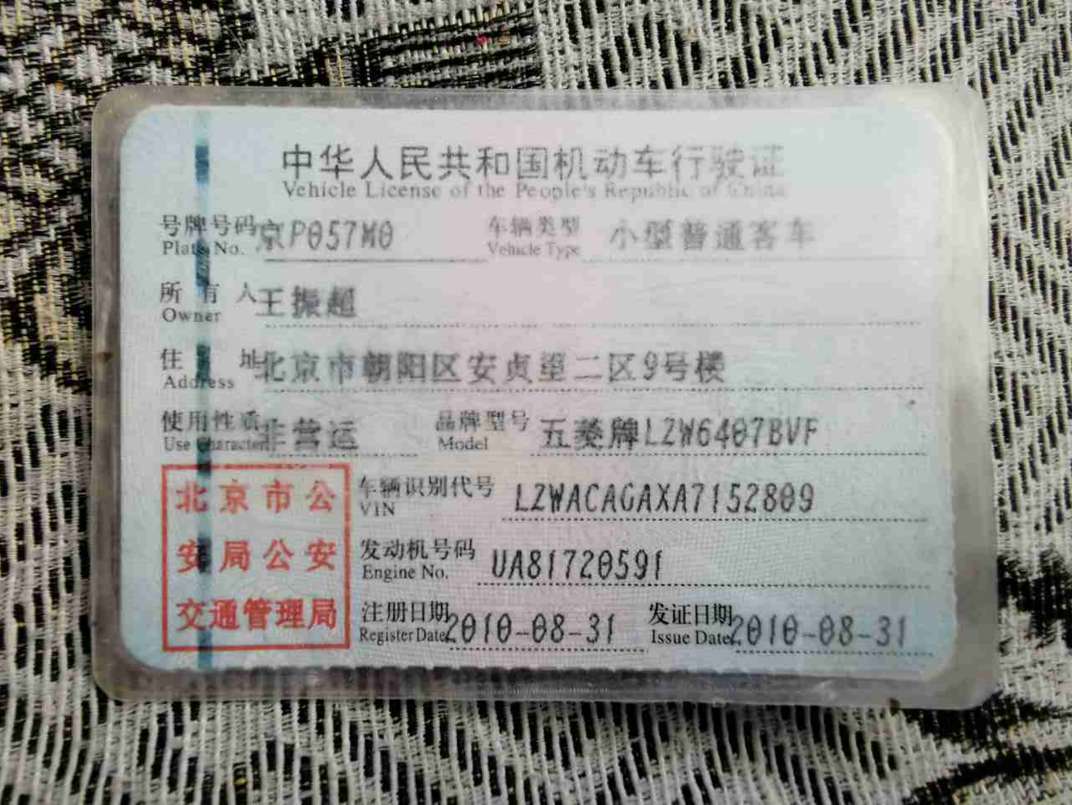 中华人民共和国机动车行驶证
Vehicle License of the People's Republic of China
号牌号码 京P057M0 车辆类型 小型普通客车
Plate No. Vehicle Type
所有人 王振超
Owner
住址 北京市朝阳区安贞里二区9号楼
Address
使用性质 非营运 品牌型号 五菱牌LZW6407BVF
Use Character Model
北京市公
安局公安
交通管理局
车辆识别代号 LZWACAGAXA7152809
VIN
发动机号码 UA81720591
Engine No.
注册日期 2010-08-31 发证日期 2010-08-31
Register Date Issue Date